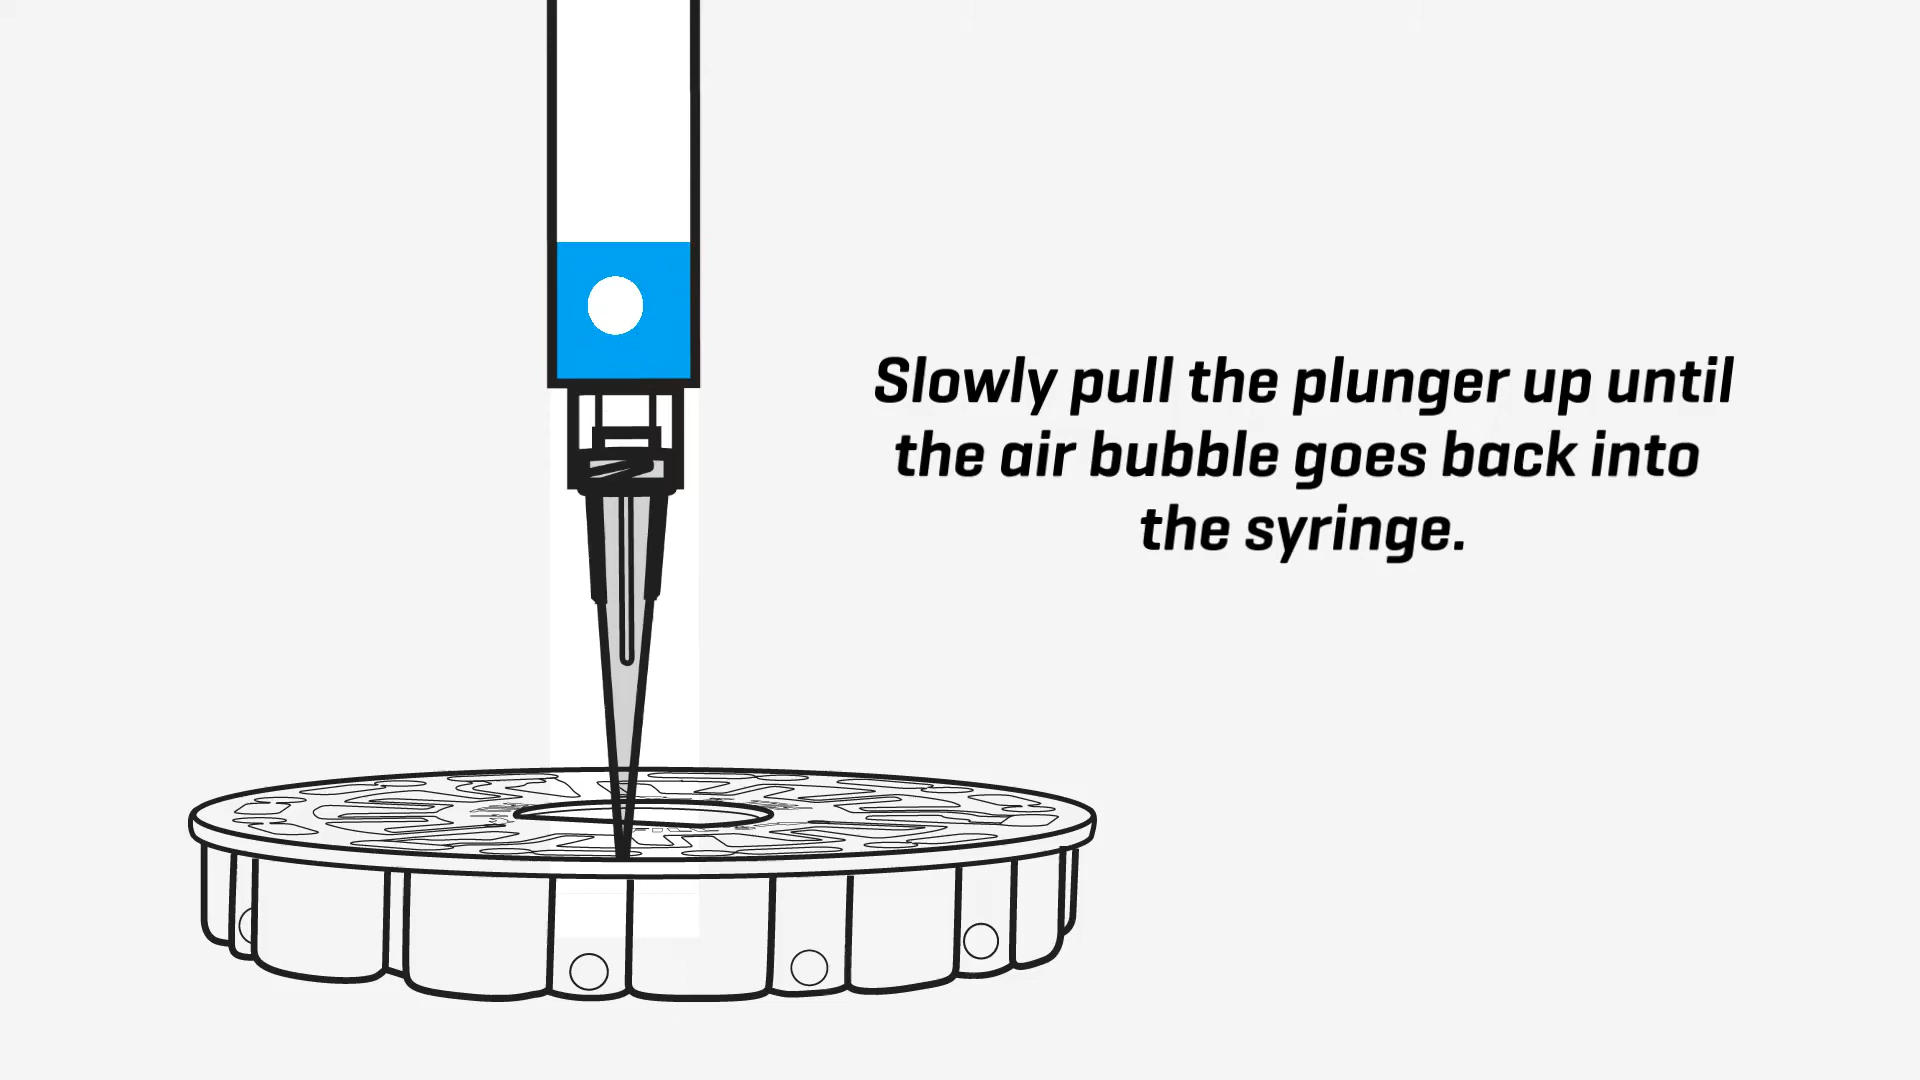 Slowly pull the plunger up until
the air bubble goes back into
the syringe.